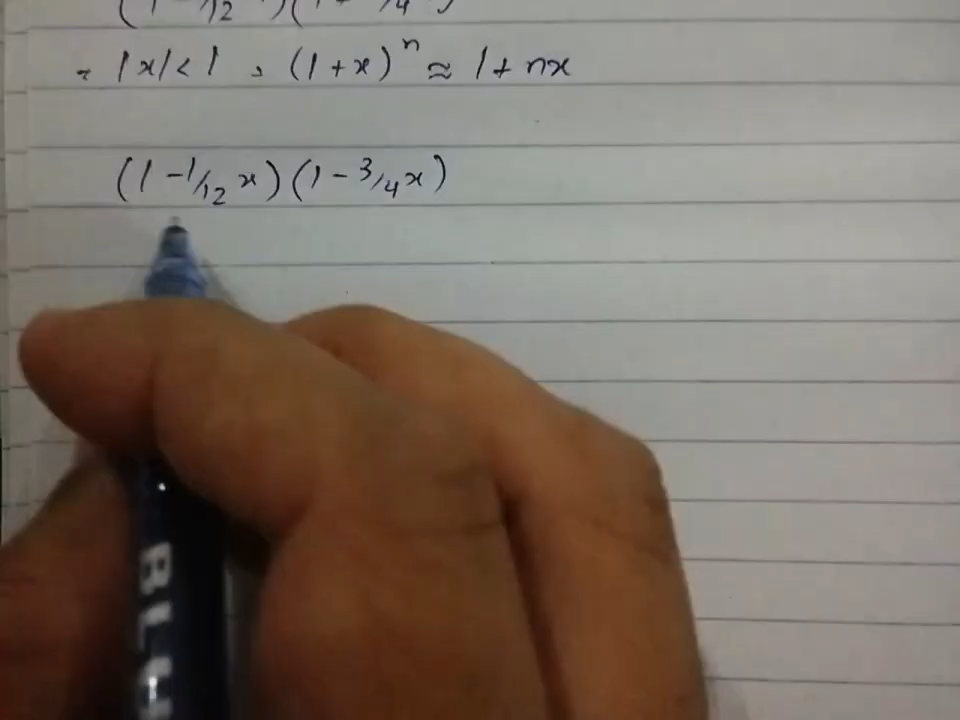 |x| < 1 , (1 + x)ⁿ ≈ 1 + nx
(1 - 1/12 x)(1 - 3/4 x)